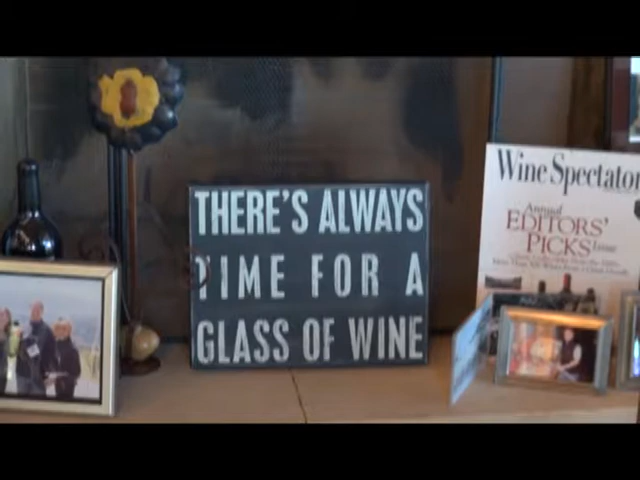 THERE'S ALWAYS
TIME FOR A
GLASS OF WINE
Wine Spectator
Annual
EDITORS'
PICKS Issue